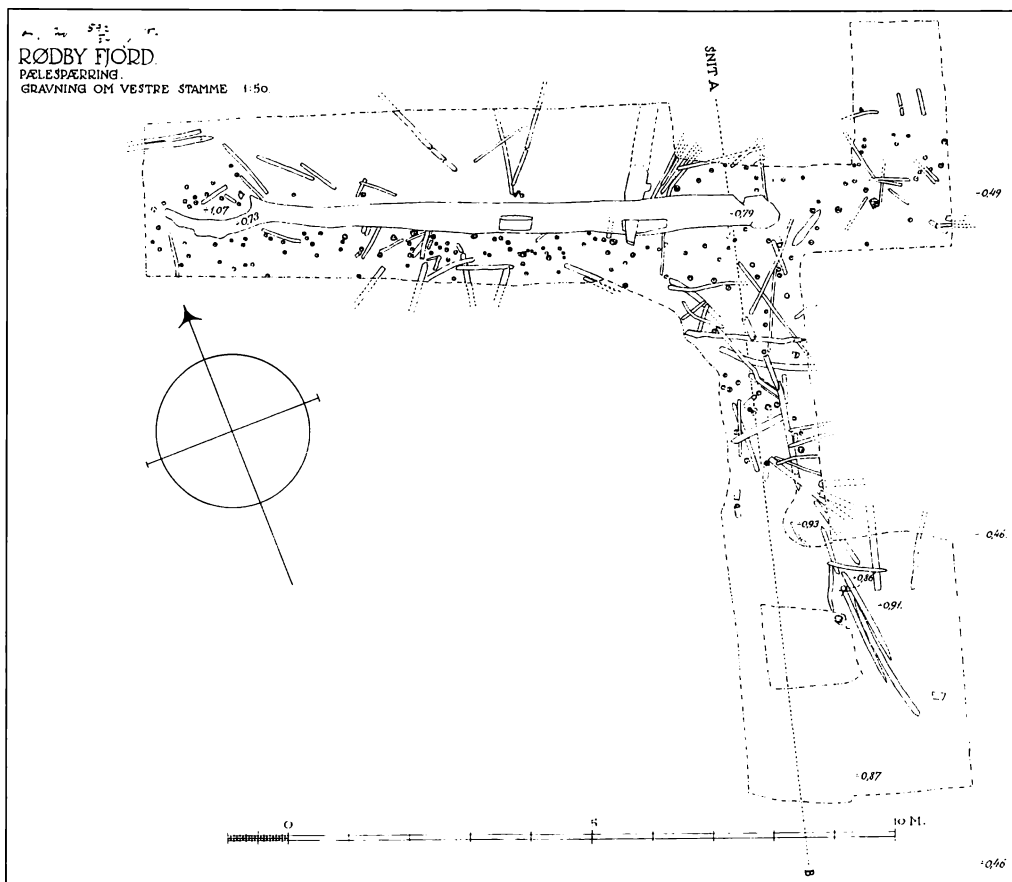 RØDBY FJORD.
PÆLESPÆRRING.
GRAVNING OM VESTRE STAMME 1:50.
SNIT A
÷0,49
÷1,07
÷0,73
÷0,79
÷0,93
÷0,46.
÷0,86
÷0,91.
÷0,87
0 5 10 M.
÷0,46
B